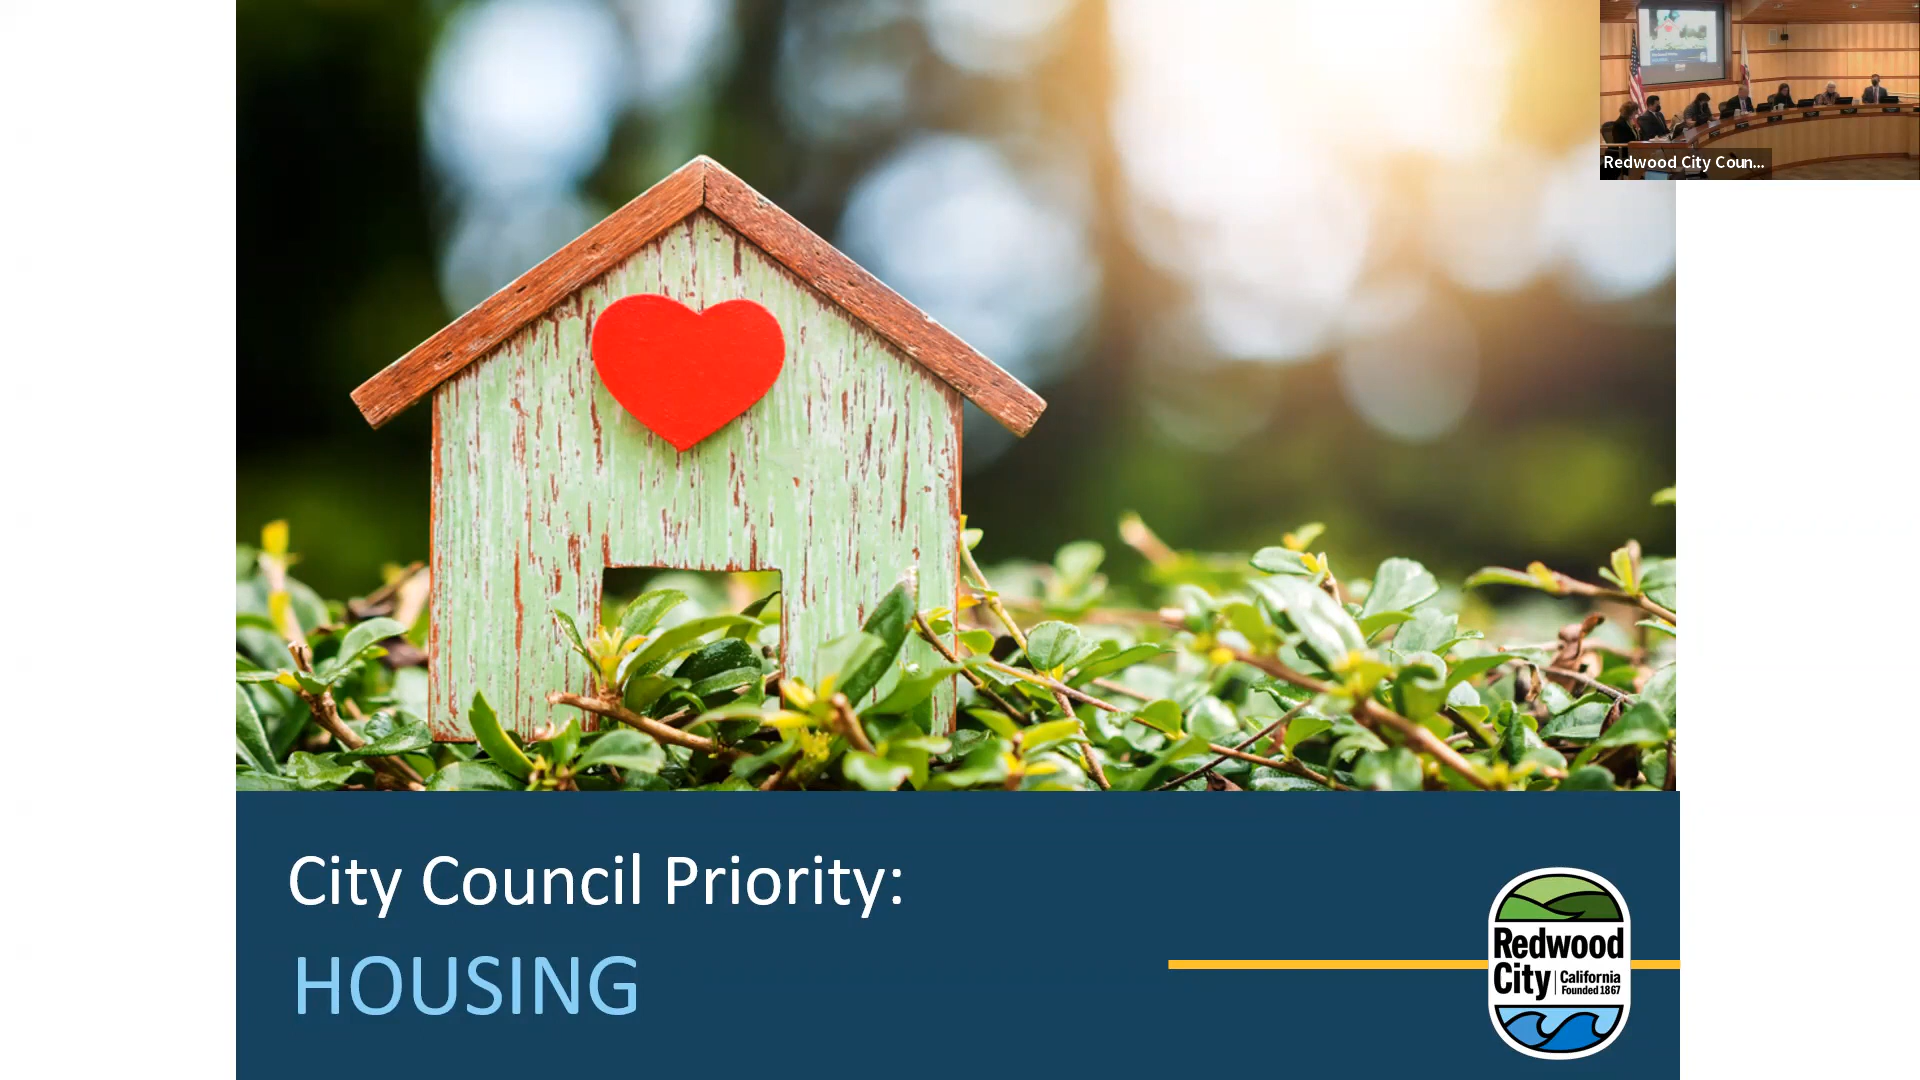 Redwood City Coun...
City Council Priority:
HOUSING
Redwood
City
California
Founded 1867